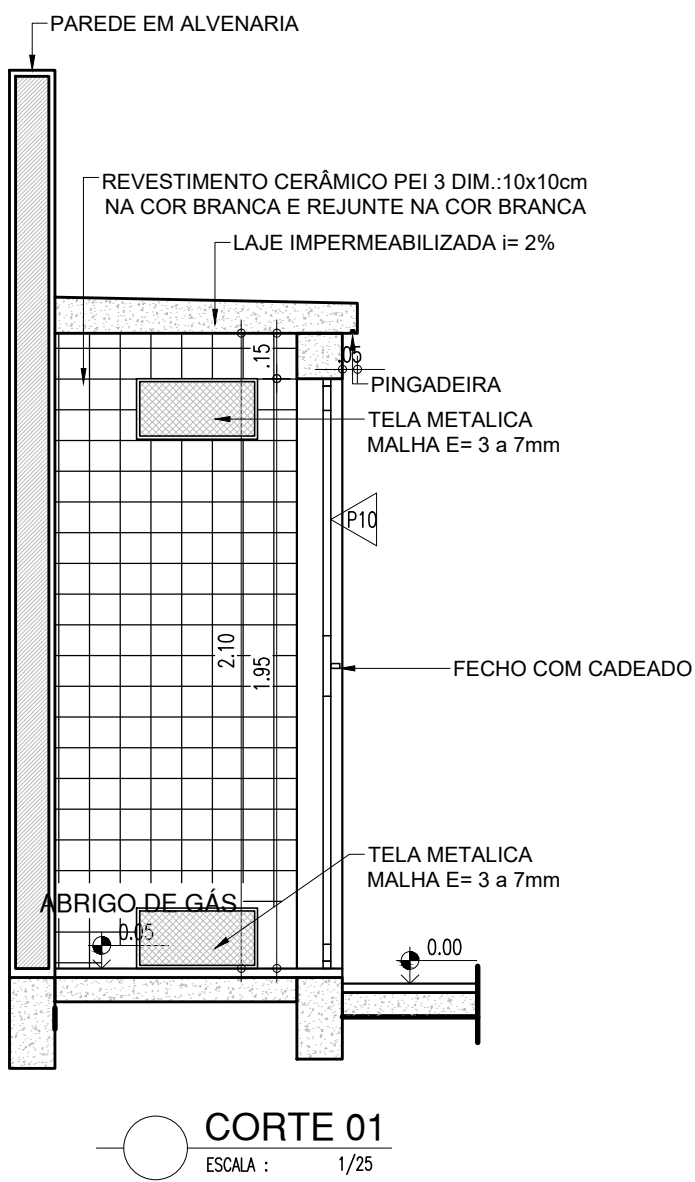 PAREDE EM ALVENARIA
REVESTIMENTO CERÂMICO PEI 3 DIM.:10x10cm
NA COR BRANCA E REJUNTE NA COR BRANCA
LAJE IMPERMEABILIZADA i= 2%
.15
.05
PINGADEIRA
TELA METALICA
MALHA E= 3 a 7mm
P10
2.10
1.95
FECHO COM CADEADO
TELA METALICA
MALHA E= 3 a 7mm
ABRIGO DE GÁS
0.05
0.00
CORTE 01
ESCALA : 1/25